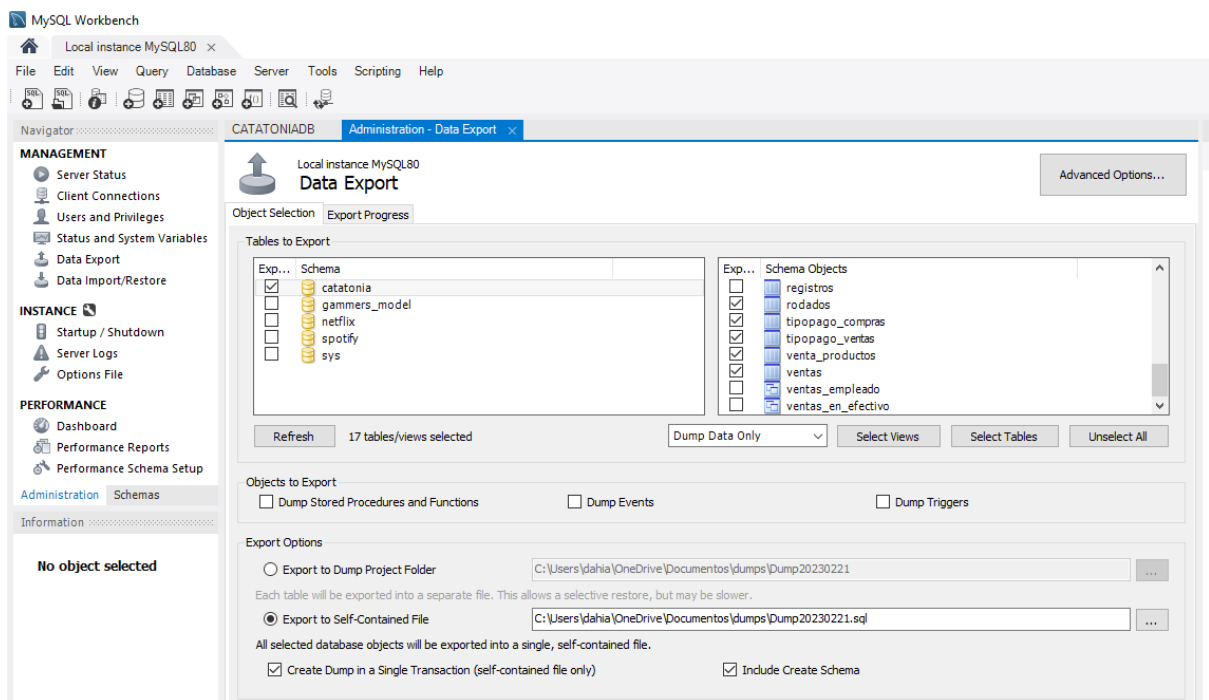 MySQL Workbench
Local instance MySQL80
File Edit View Query Database Server Tools Scripting Help
Navigator
MANAGEMENT
Server Status
Client Connections
Users and Privileges
Status and System Variables
Data Export
Data Import/Restore
INSTANCE
Startup / Shutdown
Server Logs
Options File
PERFORMANCE
Dashboard
Performance Reports
Performance Schema Setup
Administration Schemas
Information
No object selected
CATATONIADB Administration - Data Export
Local instance MySQL80
Data Export
Advanced Options...
Object Selection Export Progress
Tables to Export
Exp... Schema
catatonia
gammers_model
netflix
spotify
sys
Exp... Schema Objects
registros
rodados
tipopago_compras
tipopago_ventas
venta_productos
ventas
ventas_empleado
ventas_en_efectivo
Refresh 17 tables/views selected Dump Data Only Select Views Select Tables Unselect All
Objects to Export
Dump Stored Procedures and Functions Dump Events Dump Triggers
Export Options
Export to Dump Project Folder C:\Users\dahia\OneDrive\Documentos\dumps\Dump20230221 ...
Each table will be exported into a separate file. This allows a selective restore, but may be slower.
Export to Self-Contained File C:\Users\dahia\OneDrive\Documentos\dumps\Dump20230221.sql ...
All selected database objects will be exported into a single, self-contained file.
Create Dump in a Single Transaction (self-contained file only) Include Create Schema